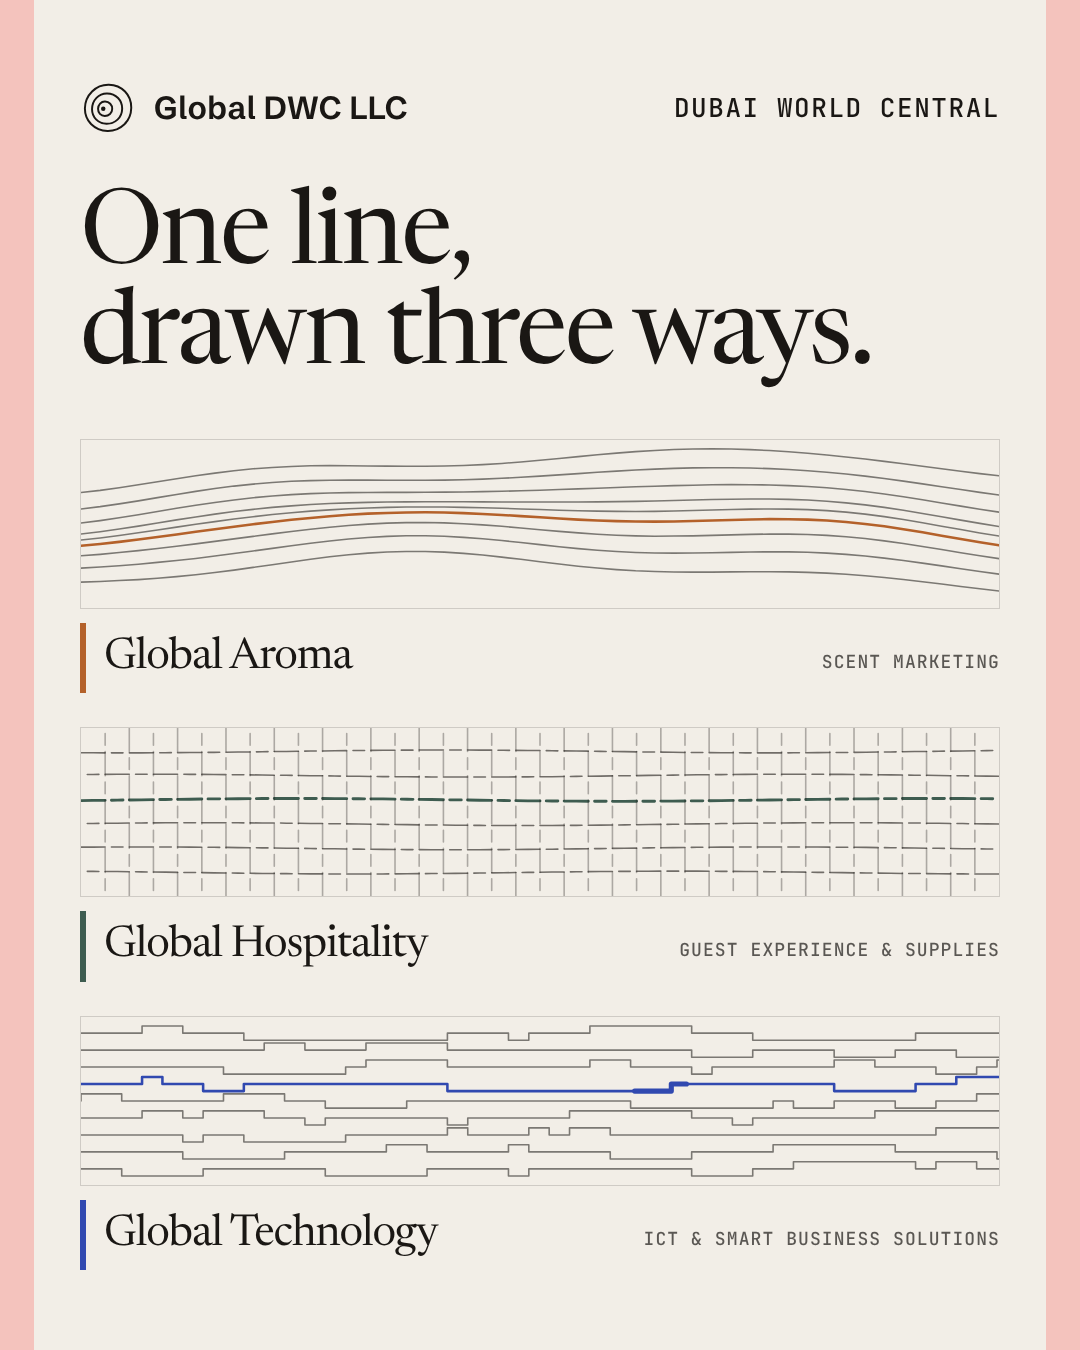 Global DWC LLC
DUBAI WORLD CENTRAL
One line,
drawn three ways.
Global Aroma
SCENT MARKETING
Global Hospitality
GUEST EXPERIENCE & SUPPLIES
Global Technology
ICT & SMART BUSINESS SOLUTIONS